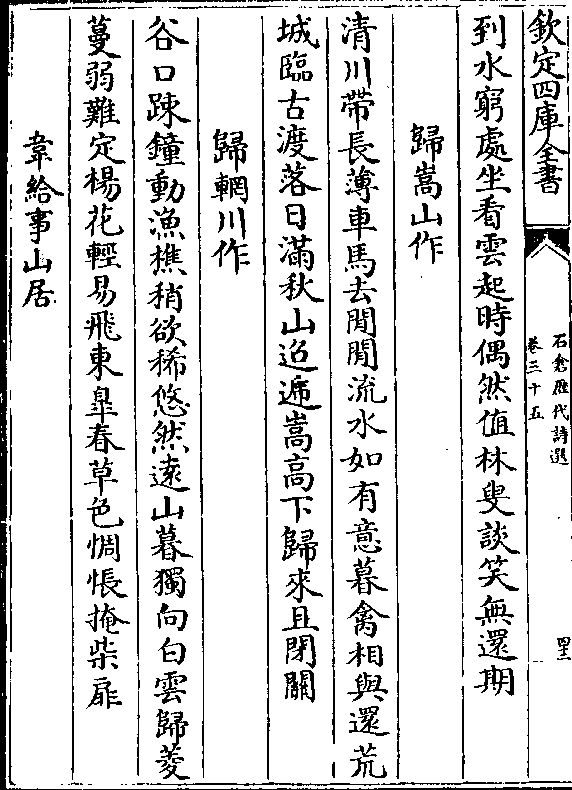 欽定四庫全書
石倉歴代詩選
卷三十五
到水窮處坐看雲起時偶然值林叟談笑無還期
歸嵩山作
清川帶長薄車馬去閒閒流水如有意暮禽相與還荒
城臨古渡落日滿秋山迢遞嵩高下歸來且閉關
歸輞川作
谷口踈鐘動漁樵稍欲稀悠然遠山暮獨向白雲歸菱
蔓弱難定楊花輕易飛東臯春草色惆悵掩柴扉
韋給事山居